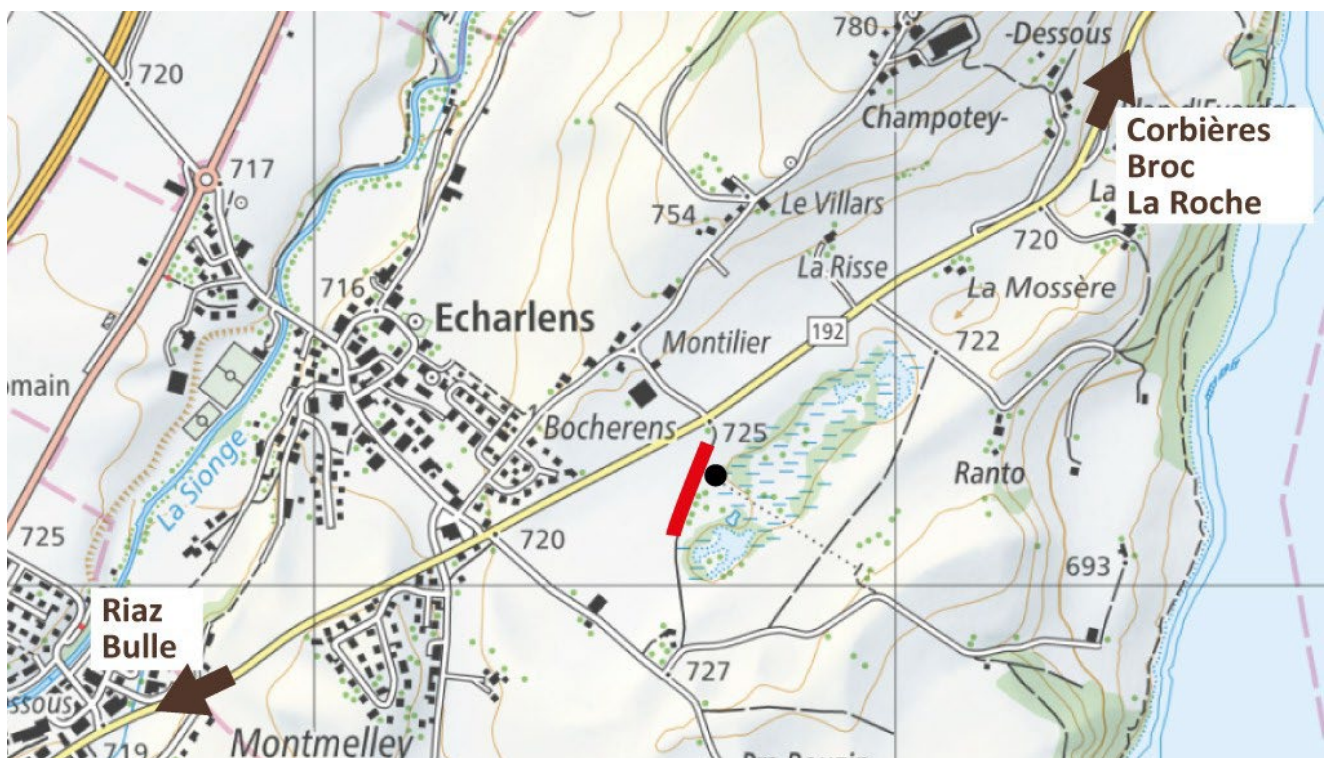 780
-Dessous
720
Champotey-
Corbières
Broc
La Roche
717
Le Villars
754
La
720
La Risse
716
La Mossère
Echarlens
192
Montilier
722
omain
Bocherens
725
La Sionge
Ranto
725
720
693
Riaz
Bulle
727
ssous
719
Montmelley